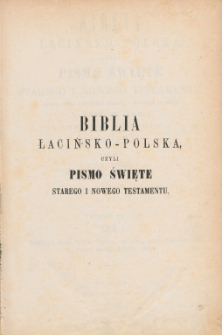 BIBLIA
ŁACIŃSKO-POLSKA,
CZYLI
PISMO ŚWIĘTE
STAREGO I NOWEGO TESTAMENTU.